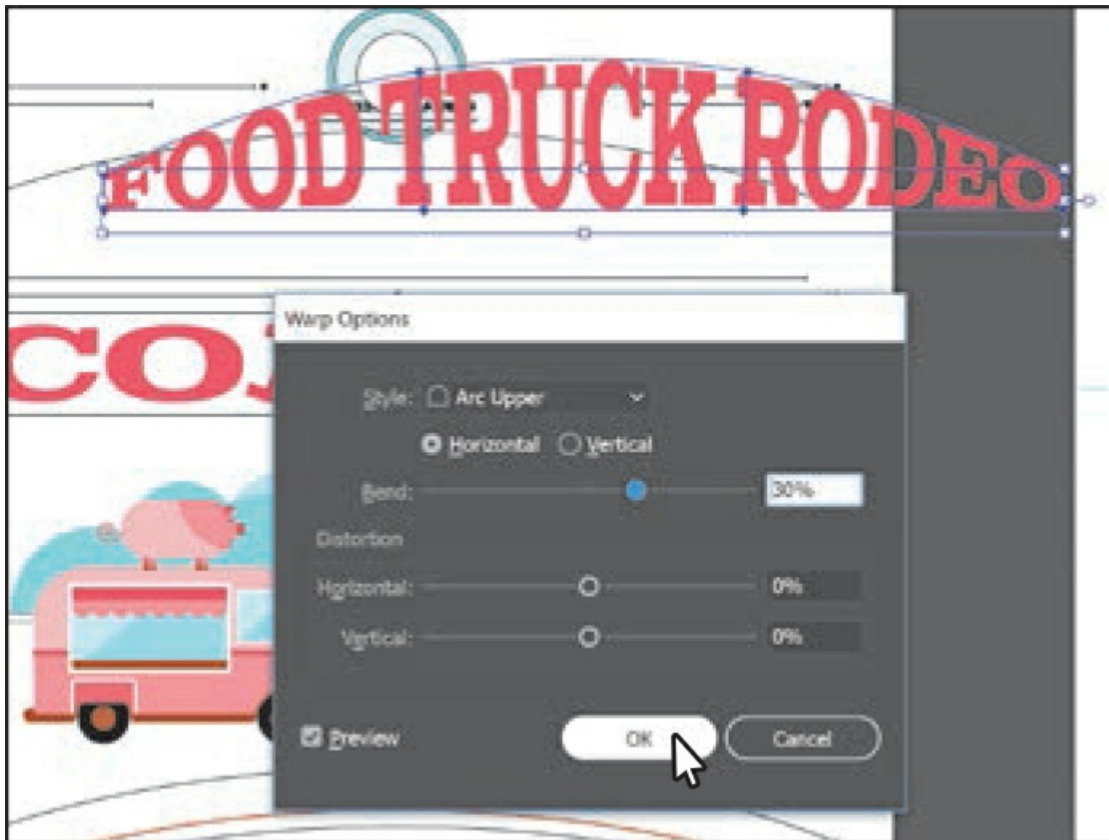 FOOD TRUCK RODEO
Warp Options
CO
Style: Arc Upper
Horizontal Vertical
Bend: 30%
Distortion
Horizontal: 0%
Vertical: 0%
Preview OK Cancel